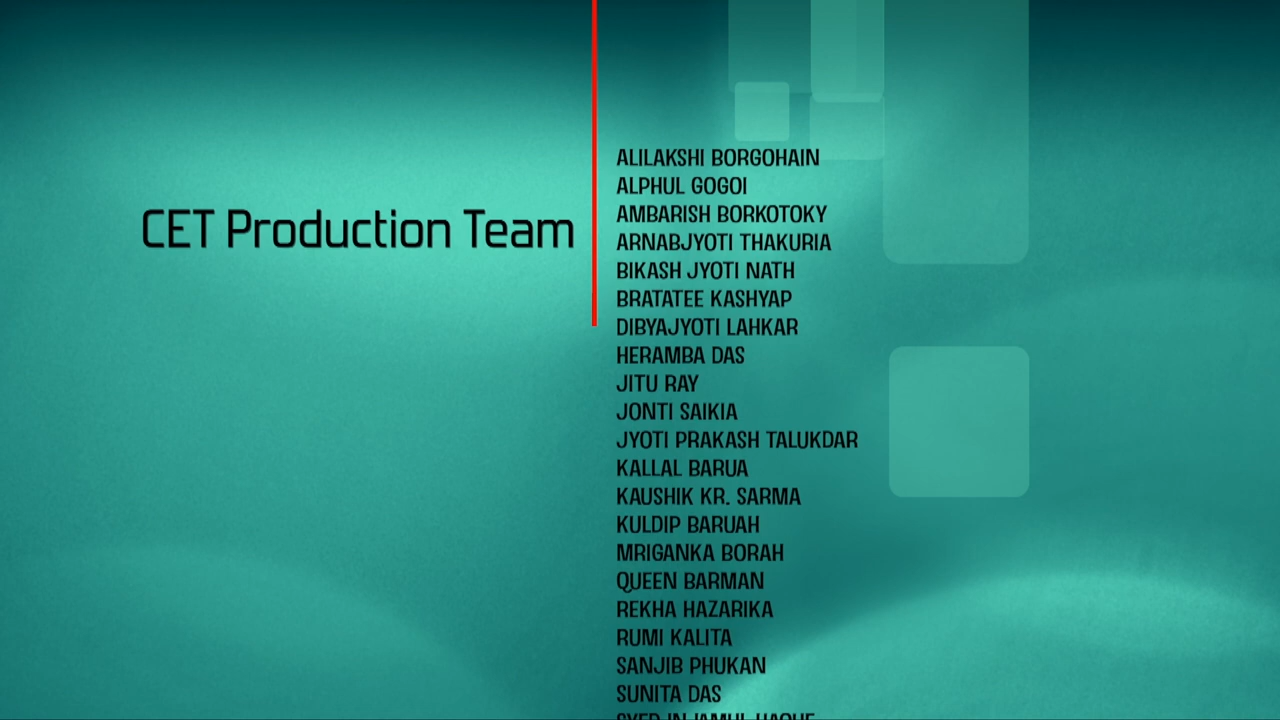 CET Production Team
ALILAKSHI BORGOHAIN
ALPHUL GOGOI
AMBARISH BORKOTOKY
ARNABJYOTI THAKURIA
BIKASH JYOTI NATH
BRATATEE KASHYAP
DIBYAJYOTI LAHKAR
HERAMBA DAS
JITU RAY
JONTI SAIKIA
JYOTI PRAKASH TALUKDAR
KALLAL BARUA
KAUSHIK KR. SARMA
KULDIP BARUAH
MRIGANKA BORAH
QUEEN BARMAN
REKHA HAZARIKA
RUMI KALITA
SANJIB PHUKAN
SUNITA DAS